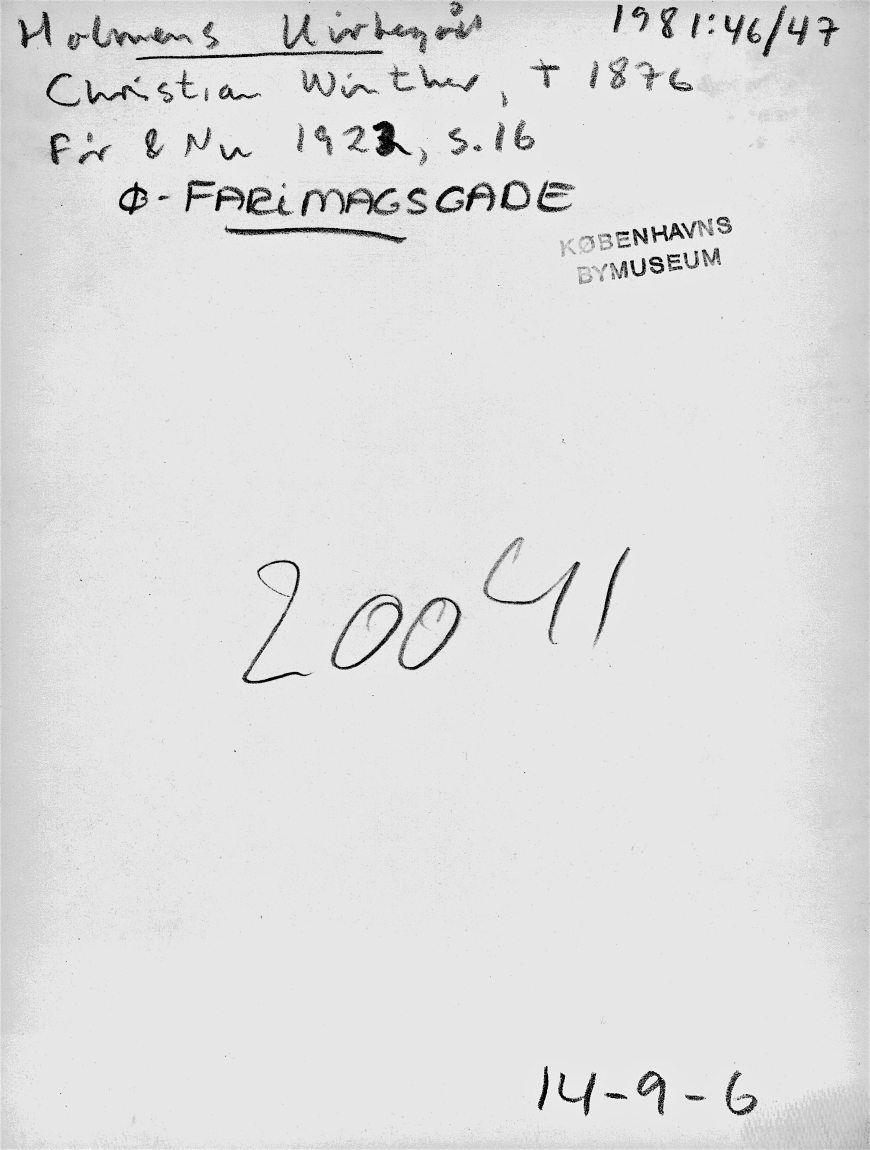 Holmens Kirkegård 1981:46/47
Christian Winther, † 1876
Før & Nu 1922, s.16
Ø-FARIMAGSGADE
KØBENHAVNS
BYMUSEUM
20041
14-9-6